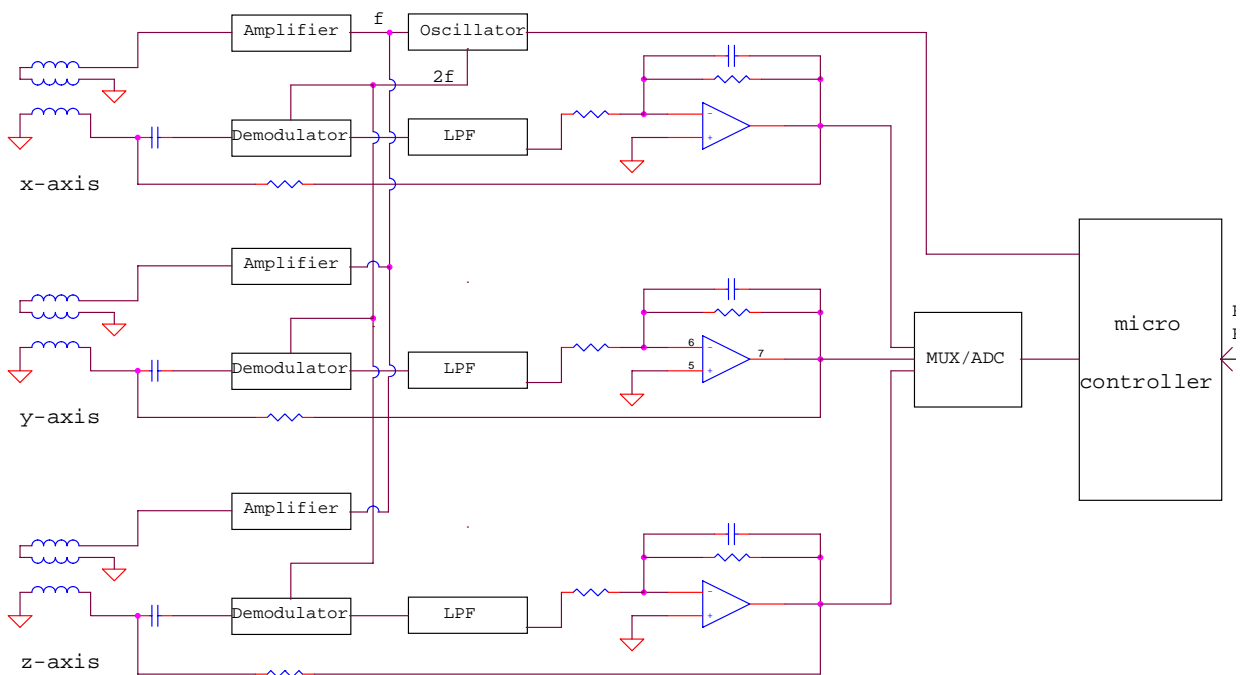 f
Amplifier
Oscillator
2f
Demodulator
LPF
-
+
x-axis
Amplifier
Demodulator
LPF
6
-
5
+
7
y-axis
MUX/ADC
micro
controller
Amplifier
Demodulator
LPF
-
+
z-axis